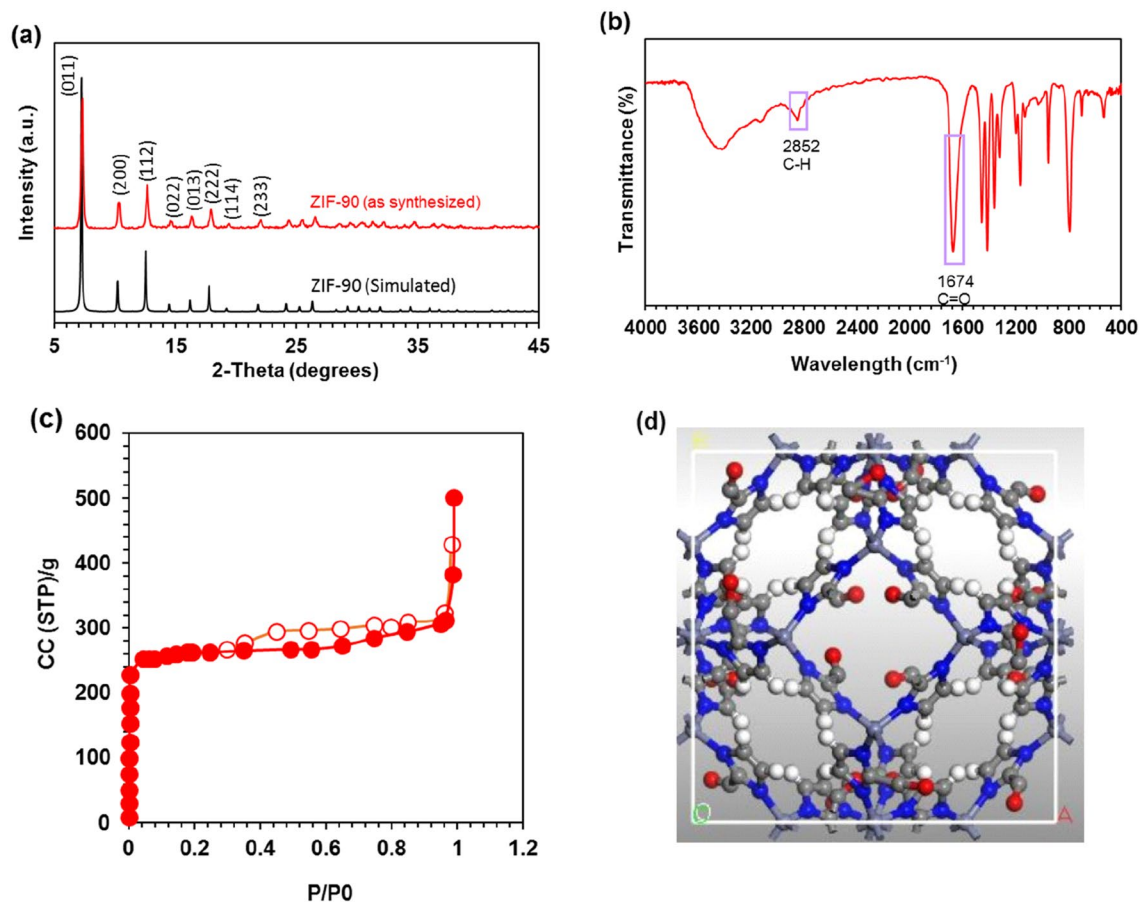 (a)
Intensity (a.u.)
(011)
(200)
(112)
(022)
(013)
(222)
(114)
(233)
ZIF-90 (as synthesized)
ZIF-90 (Simulated)
5 15 25 35 45
2-Theta (degrees)
(b)
Transmittance (%)
2852
C-H
1674
C=O
4000 3600 2800 2000 1600 1200 800 400
Wavelength (cm⁻¹)
(c)
CC (STP)/g
600
500
400
300
200
100
0
0 0.2 0.4 0.6 0.8 1 1.2
P/P0
(d)
A